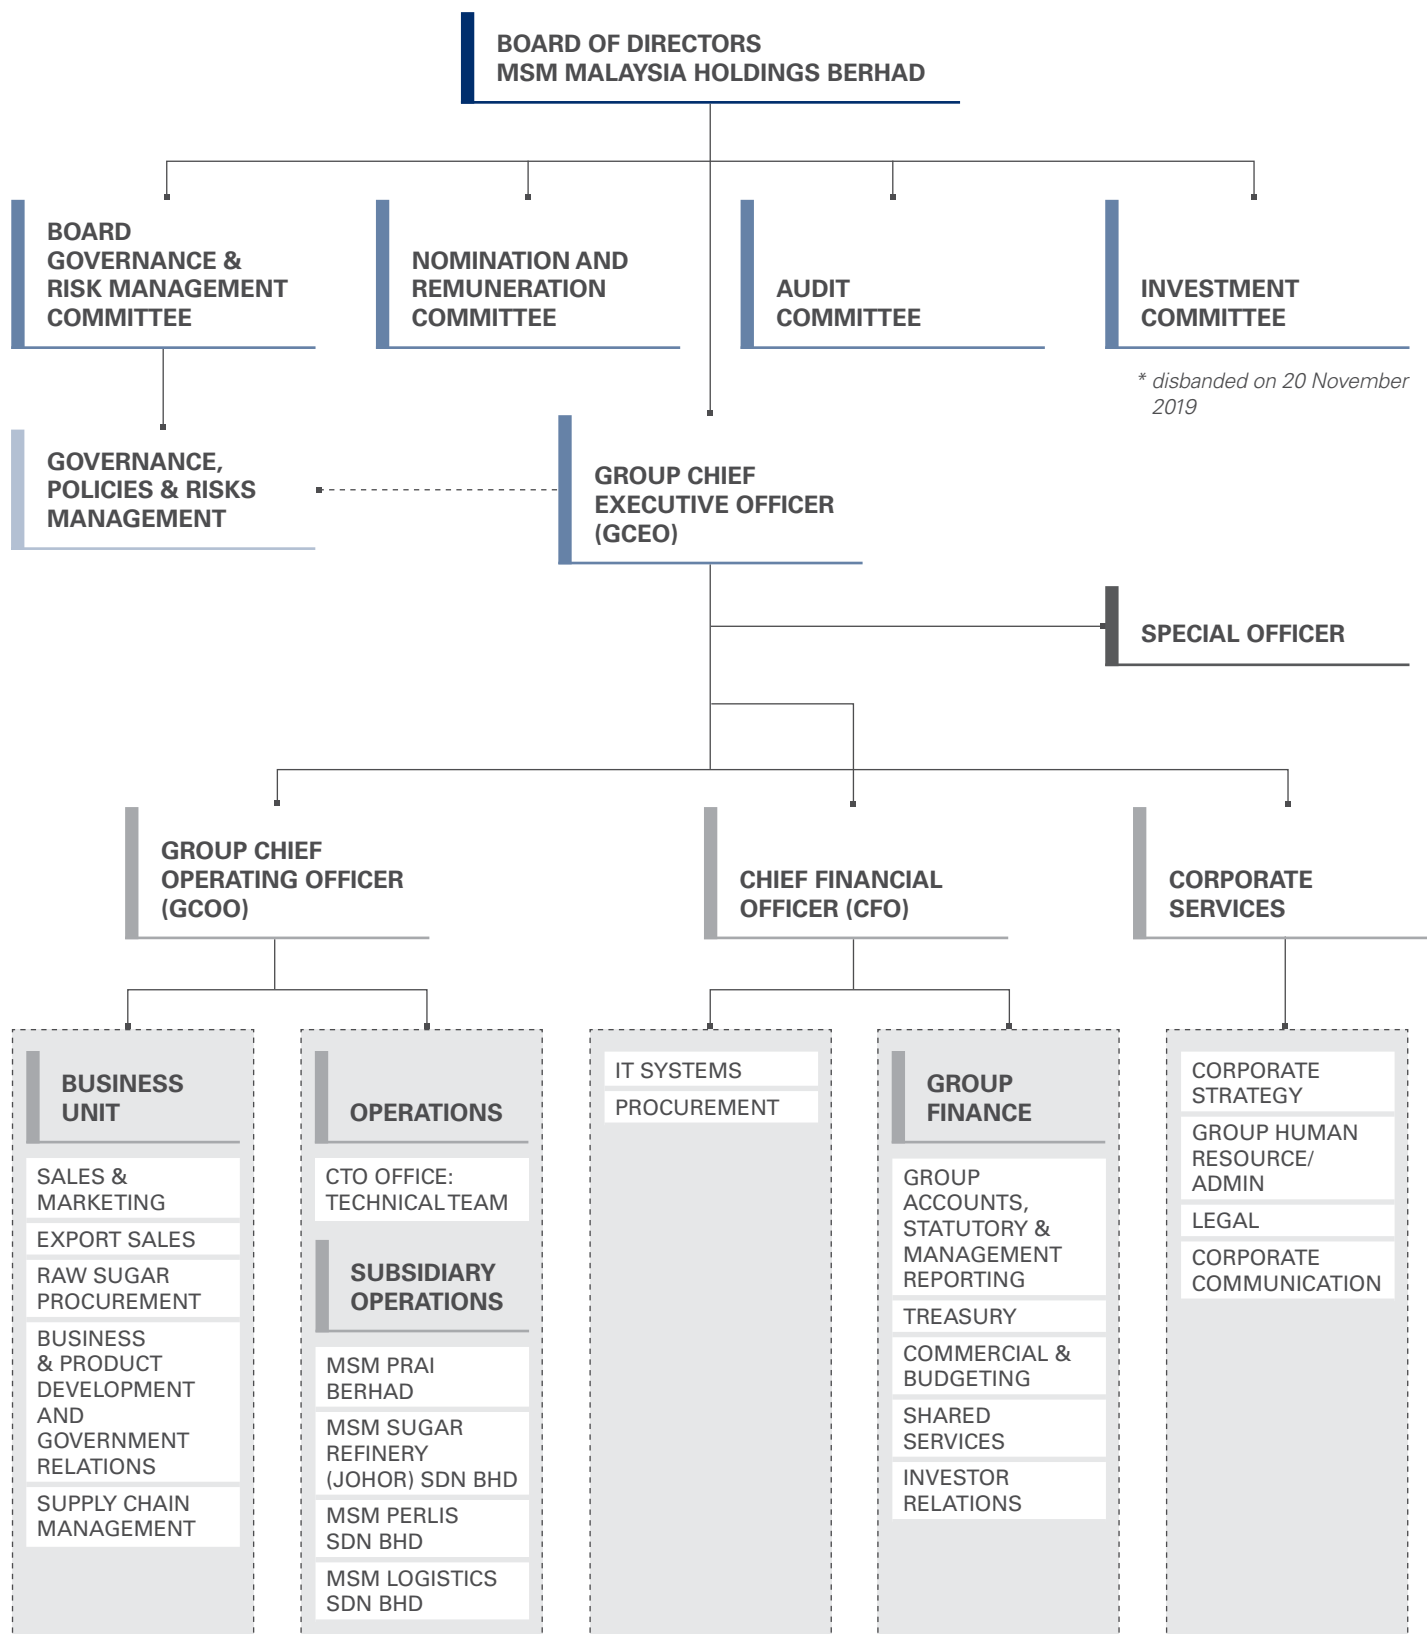 BOARD OF DIRECTORS
MSM MALAYSIA HOLDINGS BERHAD
BOARD
GOVERNANCE &
RISK MANAGEMENT
COMMITTEE
NOMINATION AND
REMUNERATION
COMMITTEE
AUDIT
COMMITTEE
INVESTMENT
COMMITTEE
* disbanded on 20 November
2019
GOVERNANCE,
POLICIES & RISKS
MANAGEMENT
GROUP CHIEF
EXECUTIVE OFFICER
(GCEO)
SPECIAL OFFICER
GROUP CHIEF
OPERATING OFFICER
(GCOO)
CHIEF FINANCIAL
OFFICER (CFO)
CORPORATE
SERVICES
BUSINESS
UNIT
SALES &
MARKETING
EXPORT SALES
RAW SUGAR
PROCUREMENT
BUSINESS
& PRODUCT
DEVELOPMENT
AND
GOVERNMENT
RELATIONS
SUPPLY CHAIN
MANAGEMENT
OPERATIONS
CTO OFFICE:
TECHNICAL TEAM
SUBSIDIARY
OPERATIONS
MSM PRAI
BERHAD
MSM SUGAR
REFINERY
(JOHOR) SDN BHD
MSM PERLIS
SDN BHD
MSM LOGISTICS
SDN BHD
IT SYSTEMS
PROCUREMENT
GROUP
FINANCE
GROUP
ACCOUNTS,
STATUTORY &
MANAGEMENT
REPORTING
TREASURY
COMMERCIAL &
BUDGETING
SHARED
SERVICES
INVESTOR
RELATIONS
CORPORATE
STRATEGY
GROUP HUMAN
RESOURCE/
ADMIN
LEGAL
CORPORATE
COMMUNICATION